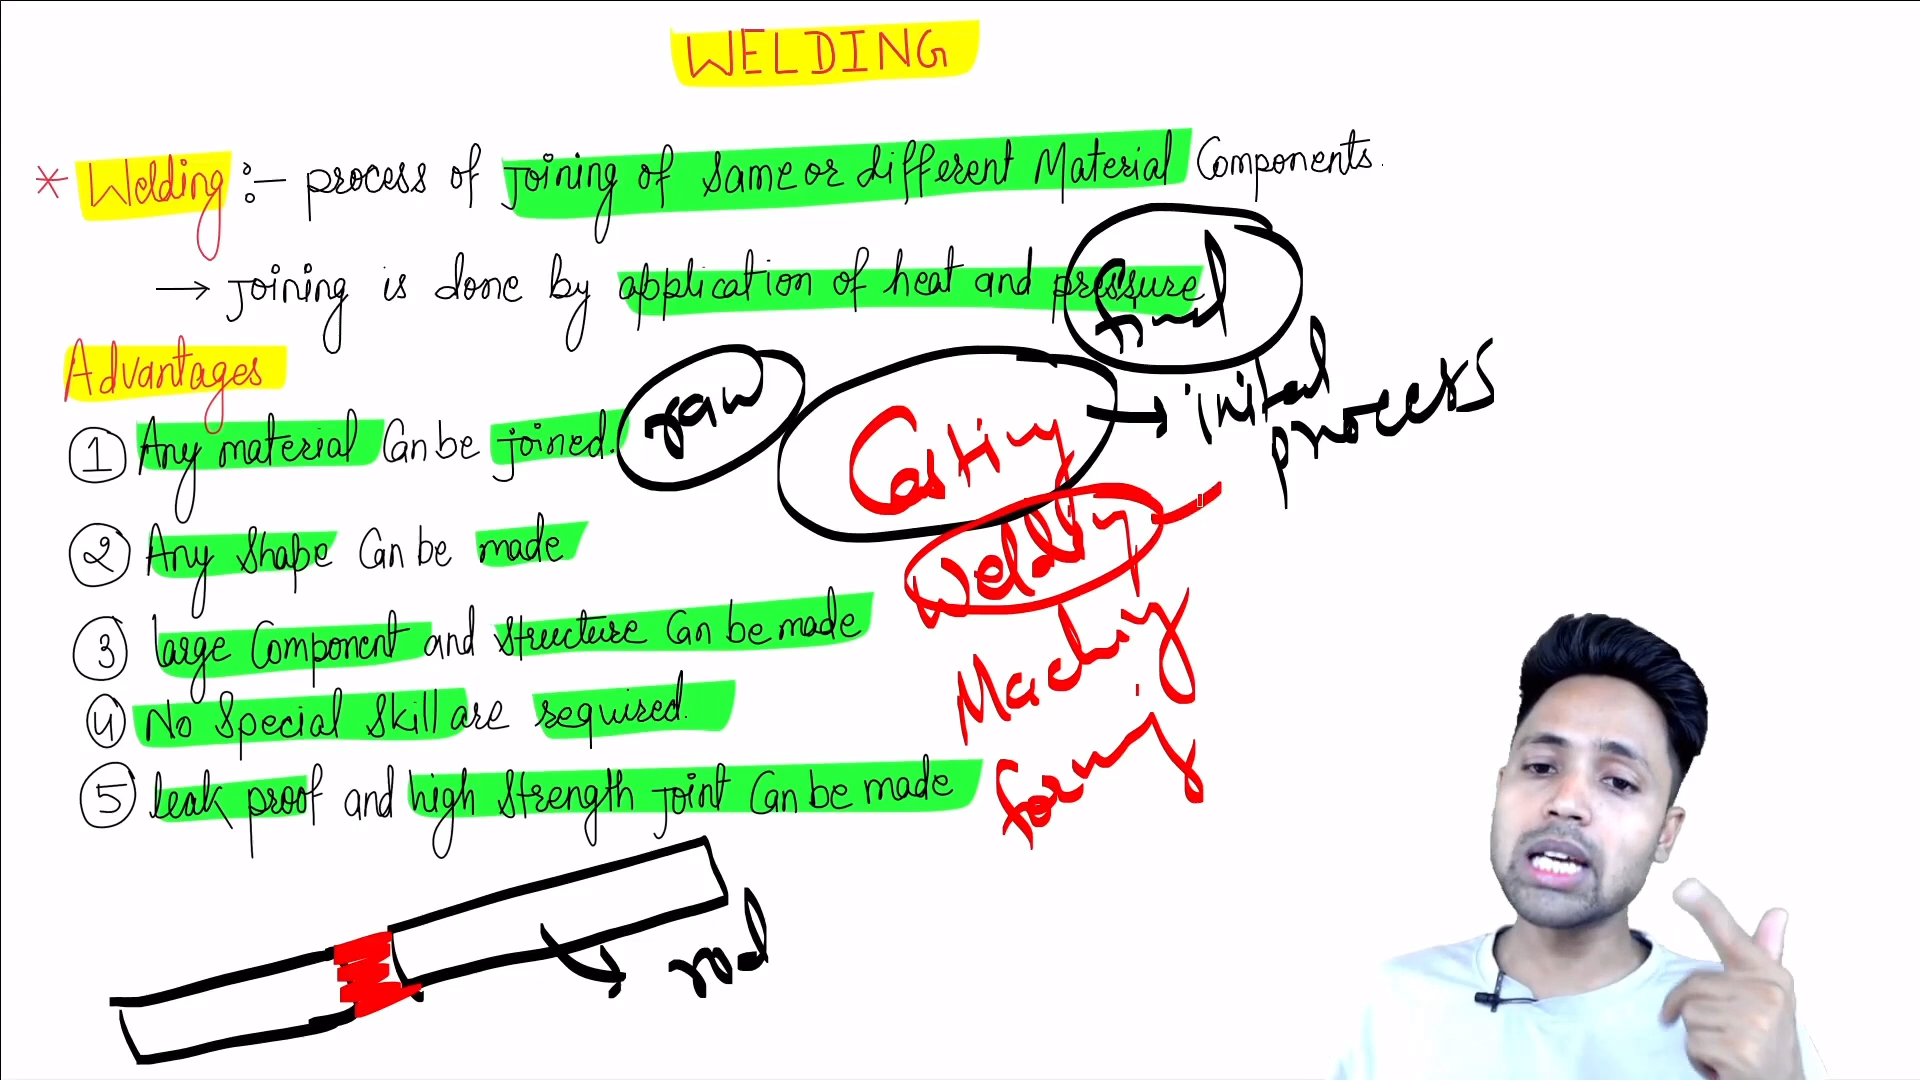 WELDING
* Welding :- process of joining of same or different Material Components.
→ joining is done by application of heat and pressure
final
Advantages
① Any material Can be joined.
raw
Casting → inital process
② Any shape Can be made
Welding
③ large Component and structure Can be made
Maching
④ No special skill are required.
forming
⑤ leak proof and high strength joint Can be made
rod